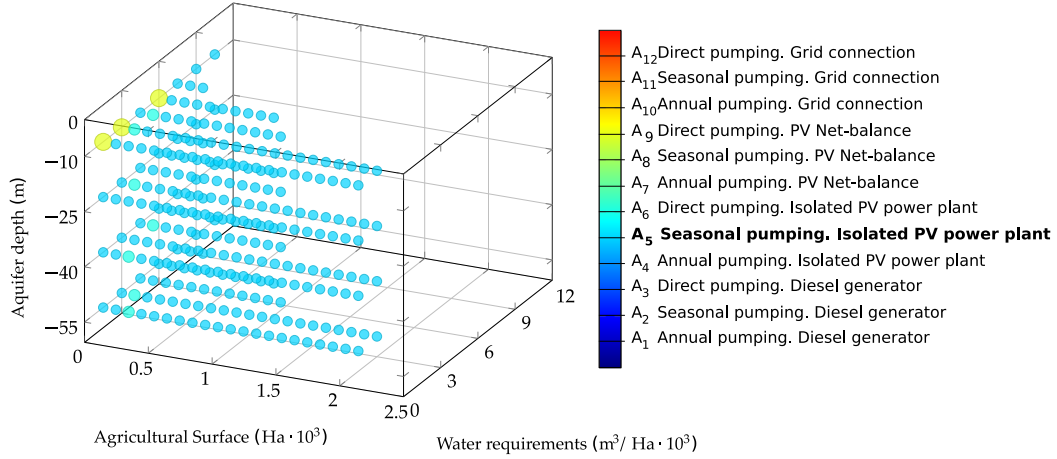 0
−10
−25
−40
−55
Aquifer depth (m)
0
0.5
1
1.5
2
2.5
Agricultural Surface (Ha · 10³)
0
3
6
9
12
Water requirements (m³/ Ha · 10³)
A₁₂ Direct pumping. Grid connection
A₁₁ Seasonal pumping. Grid connection
A₁₀ Annual pumping. Grid connection
A₉ Direct pumping. PV Net-balance
A₈ Seasonal pumping. PV Net-balance
A₇ Annual pumping. PV Net-balance
A₆ Direct pumping. Isolated PV power plant
A₅ Seasonal pumping. Isolated PV power plant
A₄ Annual pumping. Isolated PV power plant
A₃ Direct pumping. Diesel generator
A₂ Seasonal pumping. Diesel generator
A₁ Annual pumping. Diesel generator